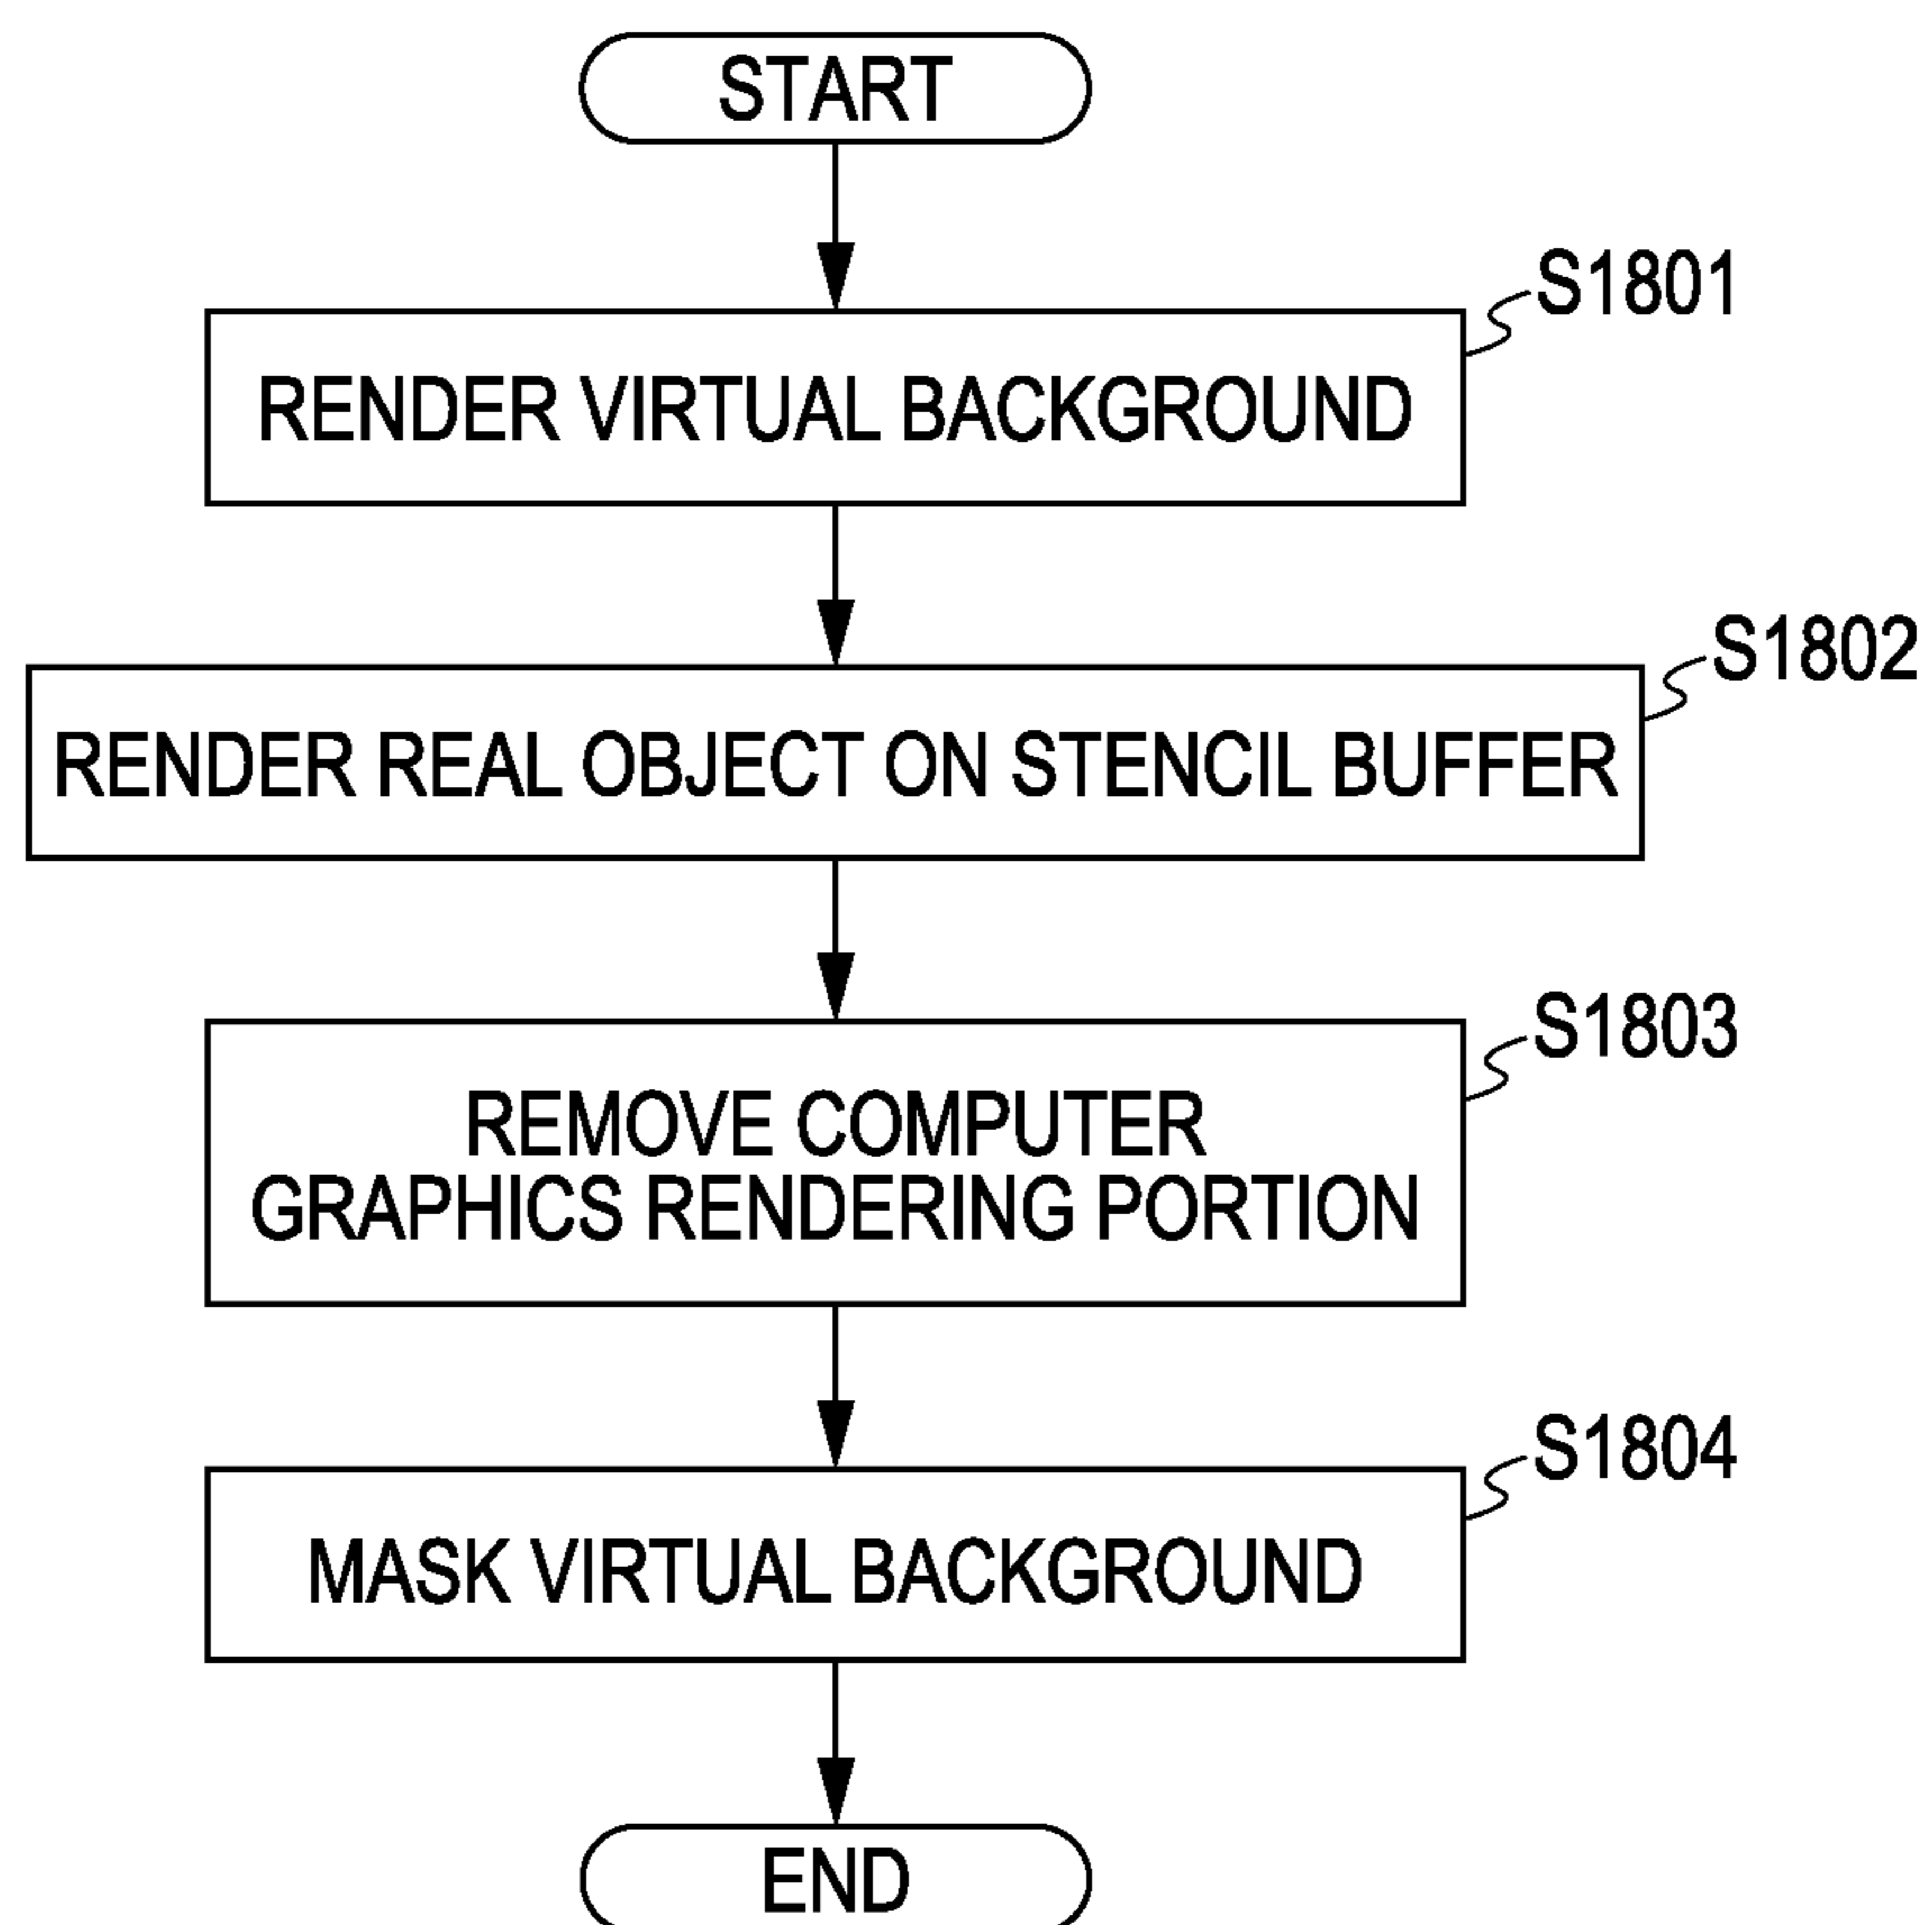 START
S1801
RENDER VIRTUAL BACKGROUND
S1802
RENDER REAL OBJECT ON STENCIL BUFFER
S1803
REMOVE COMPUTER
GRAPHICS RENDERING PORTION
S1804
MASK VIRTUAL BACKGROUND
END